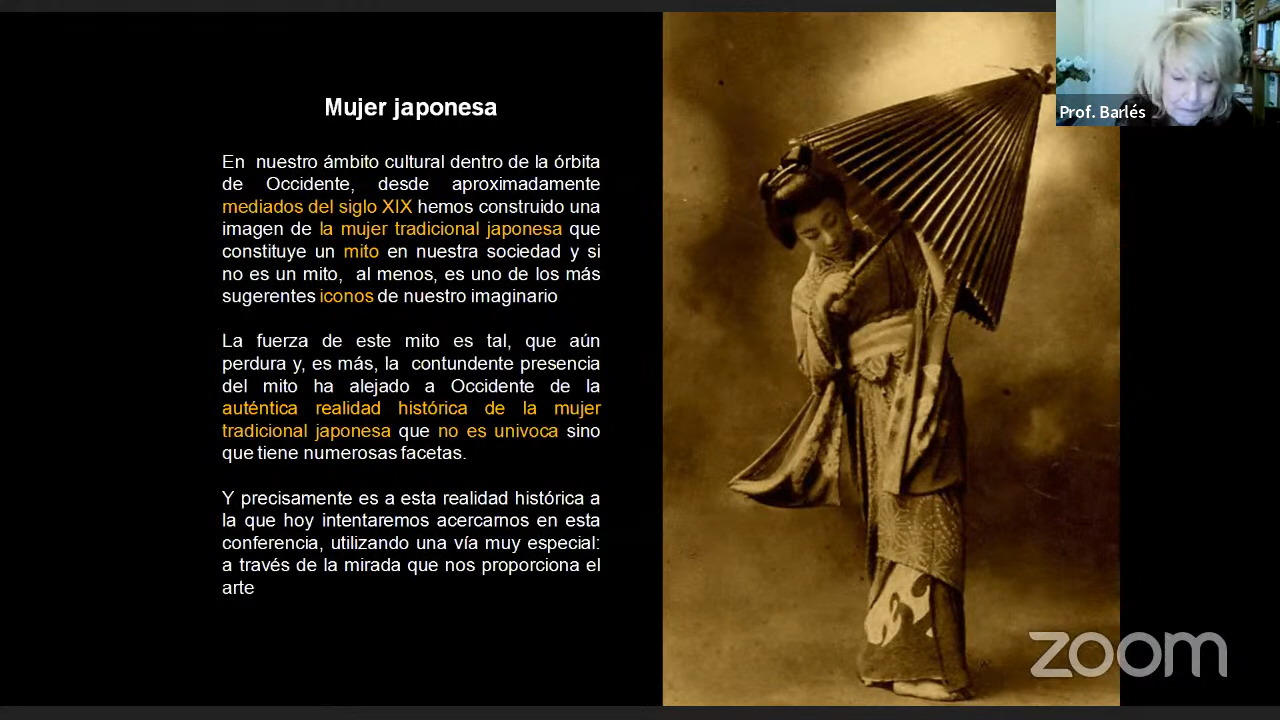 Prof. Barlés
Mujer japonesa
En nuestro ámbito cultural dentro de la órbita
de Occidente, desde aproximadamente
mediados del siglo XIX hemos construido una
imagen de la mujer tradicional japonesa que
constituye un mito en nuestra sociedad y si
no es un mito, al menos, es uno de los más
sugerentes iconos de nuestro imaginario
La fuerza de este mito es tal, que aún
perdura y, es más, la contundente presencia
del mito ha alejado a Occidente de la
auténtica realidad histórica de la mujer
tradicional japonesa que no es univoca sino
que tiene numerosas facetas.
Y precisamente es a esta realidad histórica a
la que hoy intentaremos acercarnos en esta
conferencia, utilizando una vía muy especial:
a través de la mirada que nos proporciona el
arte
zoom